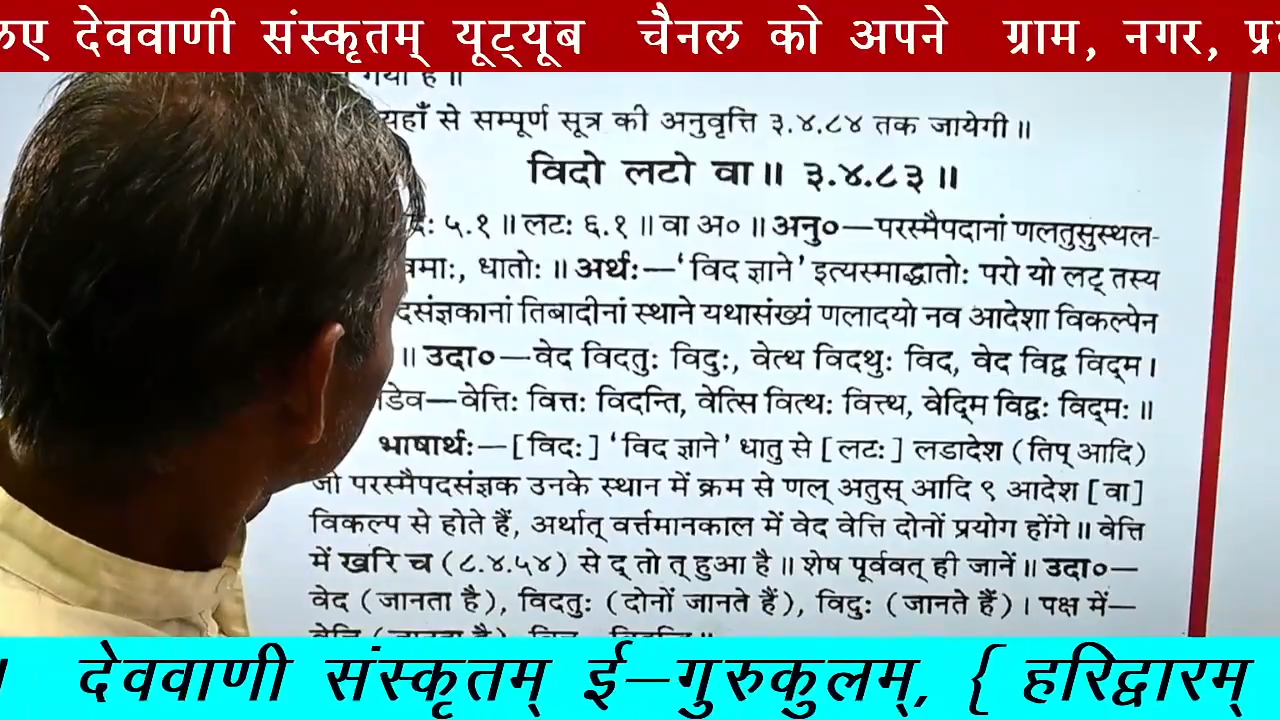 देववाणी संस्कृतम् यूट्यूब चैनल को अपने ग्राम, नगर,
गया है ॥
यहाँ से सम्पूर्ण सूत्र की अनुवृत्ति ३.४.८४ तक जायेगी ॥
विदो लटो वा ॥ ३.४.८३ ॥
५.१ ॥ लटः ६.१ ॥ वा अ० ॥ अनु०—परस्मैपदानां णलतुसुस्थल-
धातोः ॥ अर्थः—‘विद ज्ञाने’ इत्यस्माद्धातोः परो यो लट् तस्य
तिबादीनां स्थाने यथासंख्यं णलादयो नव आदेशा विकल्पेन
॥ उदा०—वेद विदतुः विदुः, वेत्थ विदथुः विद, वेद विद्व विद्म।
वेत्तिः वित्तः विदन्ति, वेत्सि वित्थः वित्त्थ, वेद्मि विद्वः विद्मः ॥
भाषार्थः—[विदः] ‘विद ज्ञाने’ धातु से [लटः] लडादेश (तिप् आदि)
जो परस्मैपदसंज्ञक उनके स्थान में क्रम से णल् अतुस् आदि ९ आदेश [वा]
विकल्प से होते हैं, अर्थात् वर्त्तमानकाल में वेद वेत्ति दोनों प्रयोग होंगे ॥ वेत्ति
में खरि च (८.४.५४) से द् तो त् हुआ है ॥ शेष पूर्ववत् ही जानें ॥ उदा०—
वेद (जानता है), विदतुः (दोनों जानते हैं), विदुः (जानते हैं)। पक्ष में—
देववाणी संस्कृतम् ई–गुरुकुलम्, { हरिद्वारम्